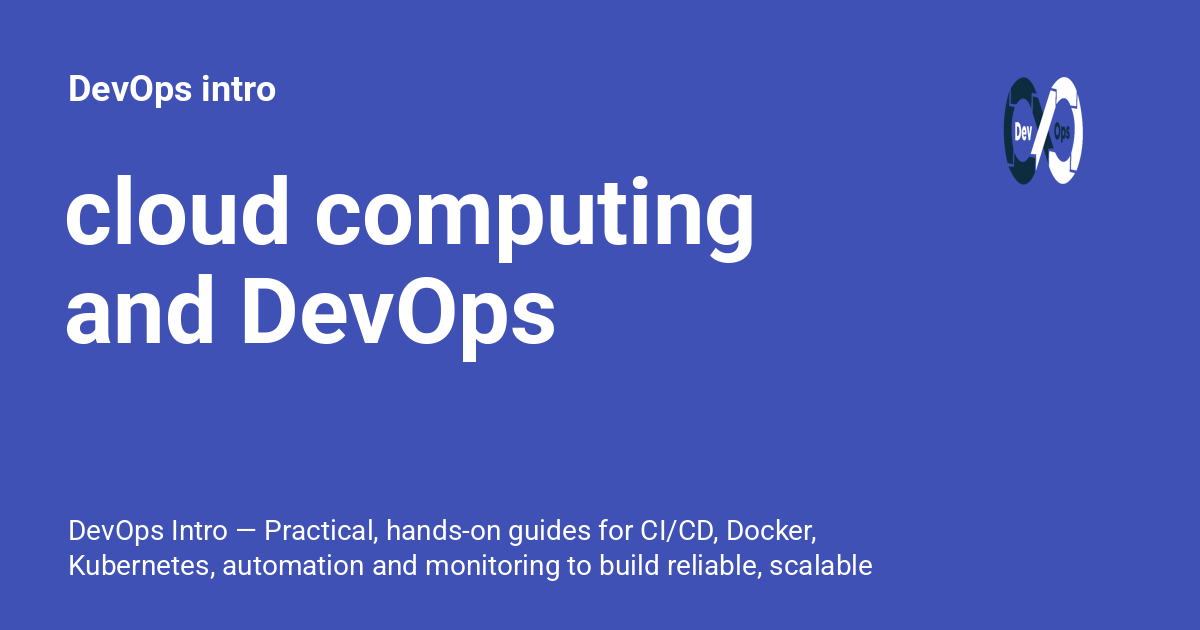 DevOps intro
Dev Ops
cloud computing
and DevOps
DevOps Intro — Practical, hands-on guides for CI/CD, Docker,
Kubernetes, automation and monitoring to build reliable, scalable